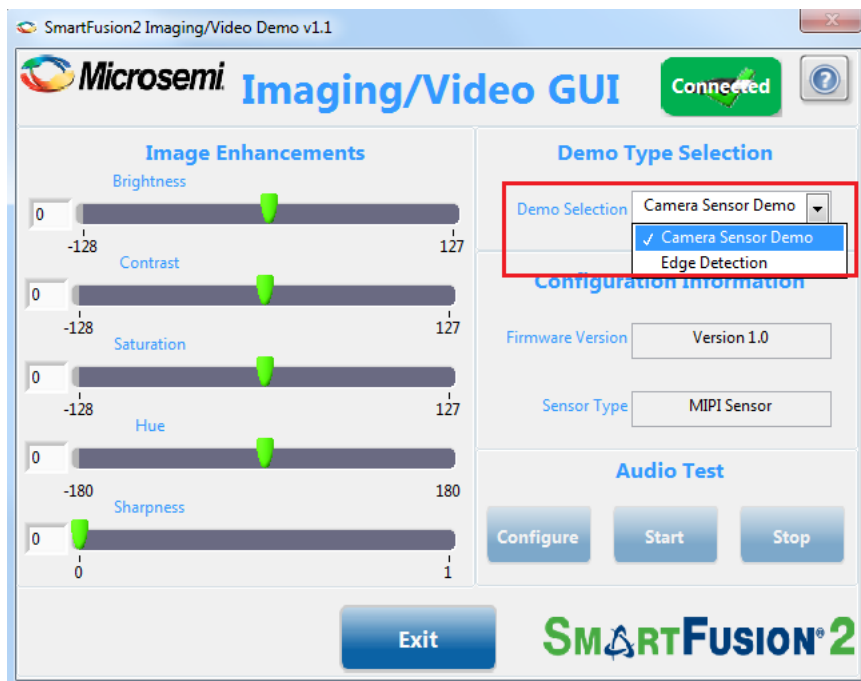 SmartFusion2 Imaging/Video Demo v1.1
Microsemi.
Imaging/Video GUI
Connected
?
Image Enhancements
Brightness
0
-128 127
Contrast
0
-128 127
Saturation
0
-128 127
Hue
0
-180 180
Sharpness
0
0 1
Demo Type Selection
Demo Selection Camera Sensor Demo
✓ Camera Sensor Demo
Edge Detection
Configuration Information
Firmware Version Version 1.0
Sensor Type MIPI Sensor
Audio Test
Configure Start Stop
Exit
SMARTFUSION®2